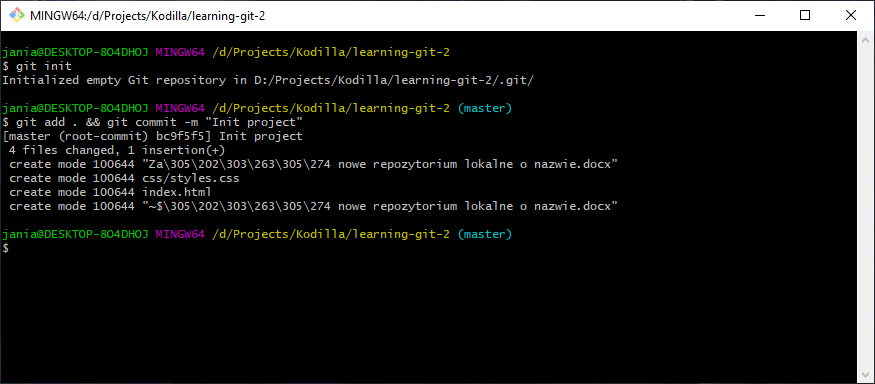 MINGW64:/d/Projects/Kodilla/learning-git-2
jania@DESKTOP-8O4DHOJ MINGW64 /d/Projects/Kodilla/learning-git-2
$ git init
Initialized empty Git repository in D:/Projects/Kodilla/learning-git-2/.git/
jania@DESKTOP-8O4DHOJ MINGW64 /d/Projects/Kodilla/learning-git-2 (master)
$ git add . && git commit -m "Init project"
[master (root-commit) bc9f5f5] Init project
 4 files changed, 1 insertion(+)
 create mode 100644 "Za\305\202\303\263\305\274 nowe repozytorium lokalne o nazwie.docx"
 create mode 100644 css/styles.css
 create mode 100644 index.html
 create mode 100644 "~$\305\202\303\263\305\274 nowe repozytorium lokalne o nazwie.docx"
jania@DESKTOP-8O4DHOJ MINGW64 /d/Projects/Kodilla/learning-git-2 (master)
$